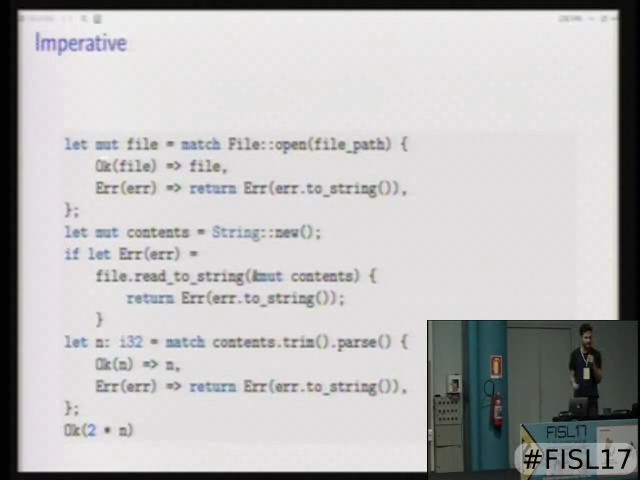 Imperative
let mut file = match File::open(file_path) {
Ok(file) => file,
Err(err) => return Err(err.to_string()),
};
let mut contents = String::new();
if let Err(err) =
file.read_to_string(&mut contents) {
return Err(err.to_string());
}
let n: i32 = match contents.trim().parse() {
Ok(n) => n,
Err(err) => return Err(err.to_string()),
};
Ok(2 * n)
FISL17
#FISL17